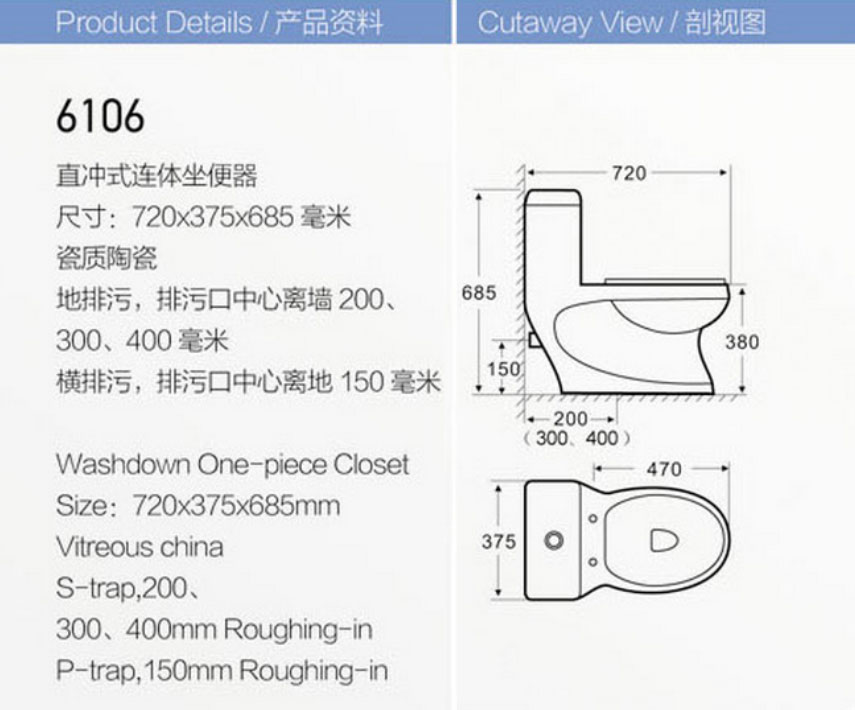 Product Details / 产品资料
Cutaway View / 剖视图
6106
直冲式连体坐便器
尺寸：720x375x685 毫米
瓷质陶瓷
地排污，排污口中心离墙 200、
300、400 毫米
横排污，排污口中心离地 150 毫米
Washdown One-piece Closet
Size：720x375x685mm
Vitreous china
S-trap,200、
300、400mm Roughing-in
P-trap,150mm Roughing-in
720
685
380
150
200
（300、400）
470
375